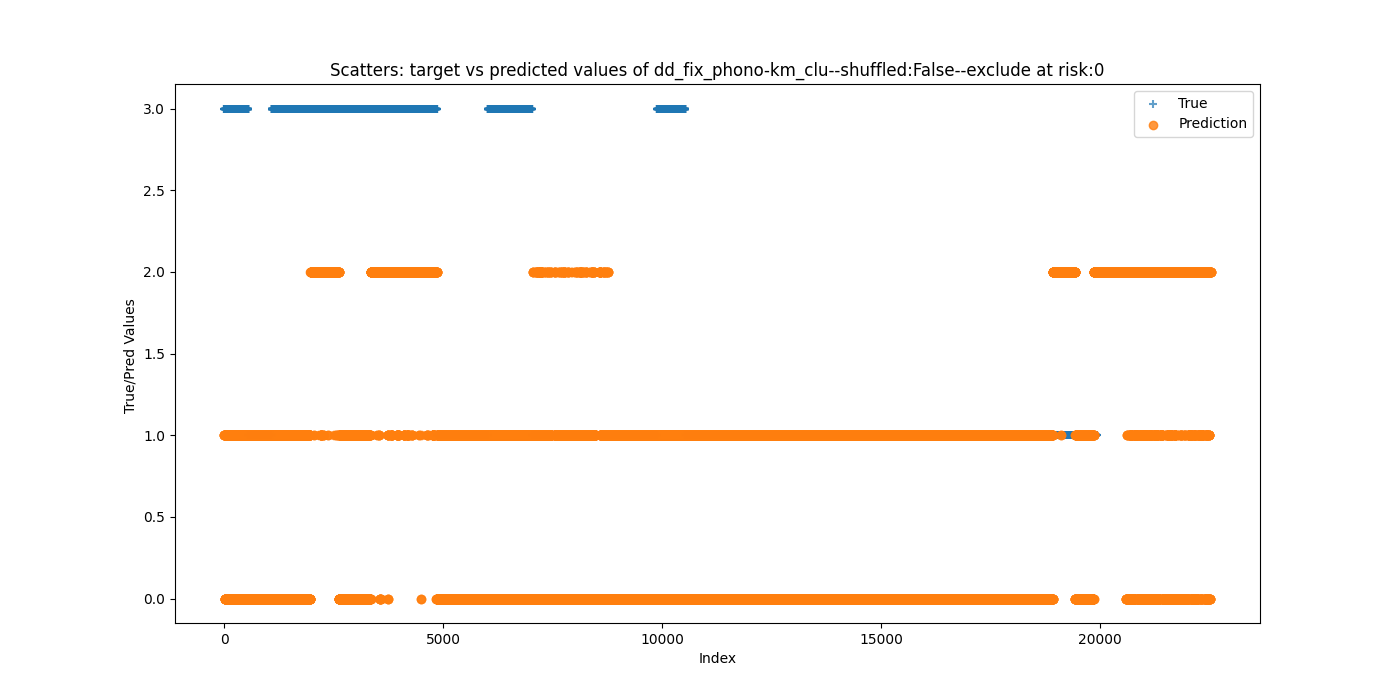 Scatters: target vs predicted values of dd_fix_phono-km_clu--shuffled:False--exclude at risk:0
True
Prediction
3.0
2.5
2.0
1.5
1.0
0.5
0.0
True/Pred Values
0 5000 10000 15000 20000
Index